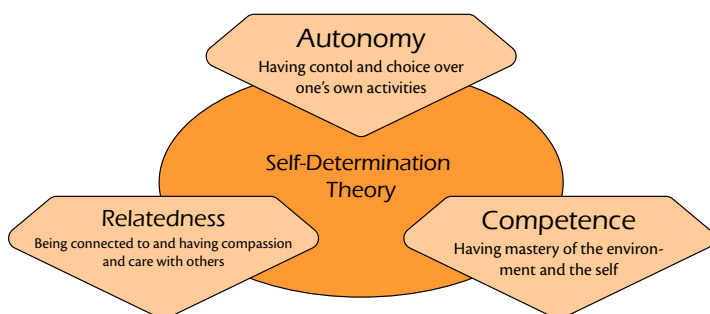 Autonomy
Having contol and choice over
one's own activities
Self-Determination
Theory
Relatedness
Being connected to and having compassion
and care with others
Competence
Having mastery of the environ-
ment and the self